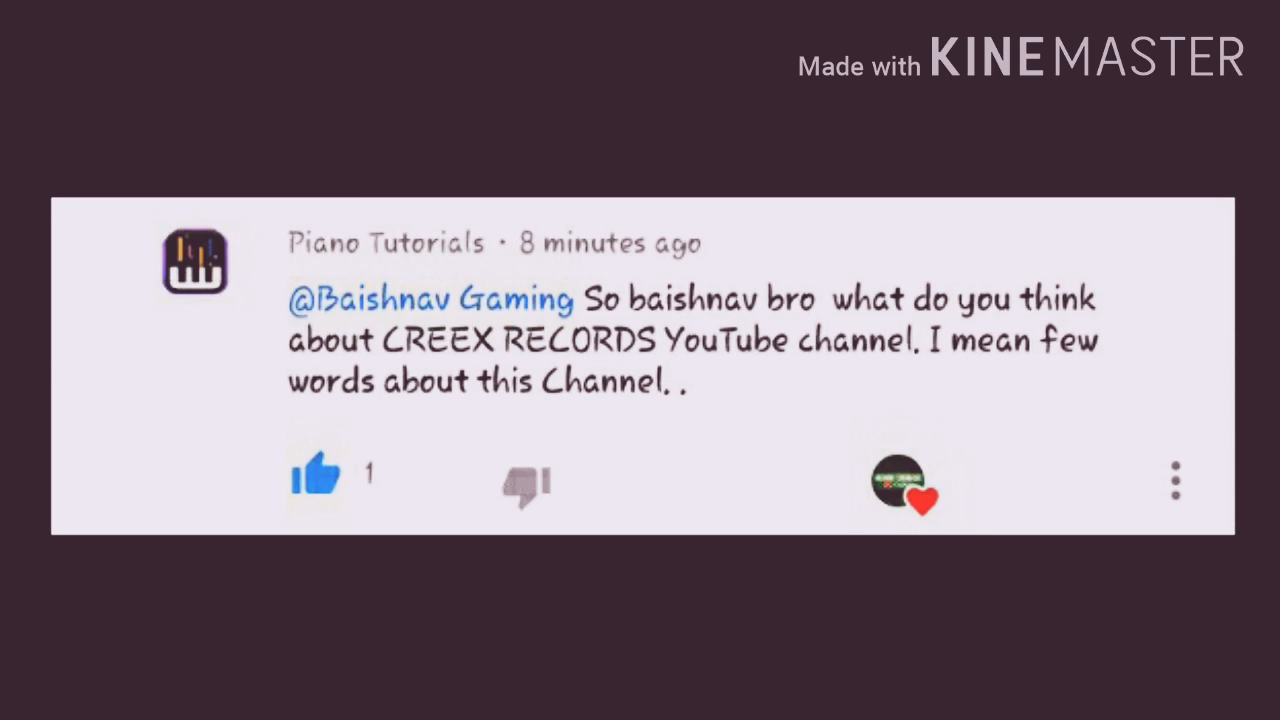 Made with KINEMASTER
Piano Tutorials · 8 minutes ago
@Baishnav Gaming So baishnav bro  what do you think
about CREEX RECORDS YouTube channel. I mean few
words about this Channel. .
1